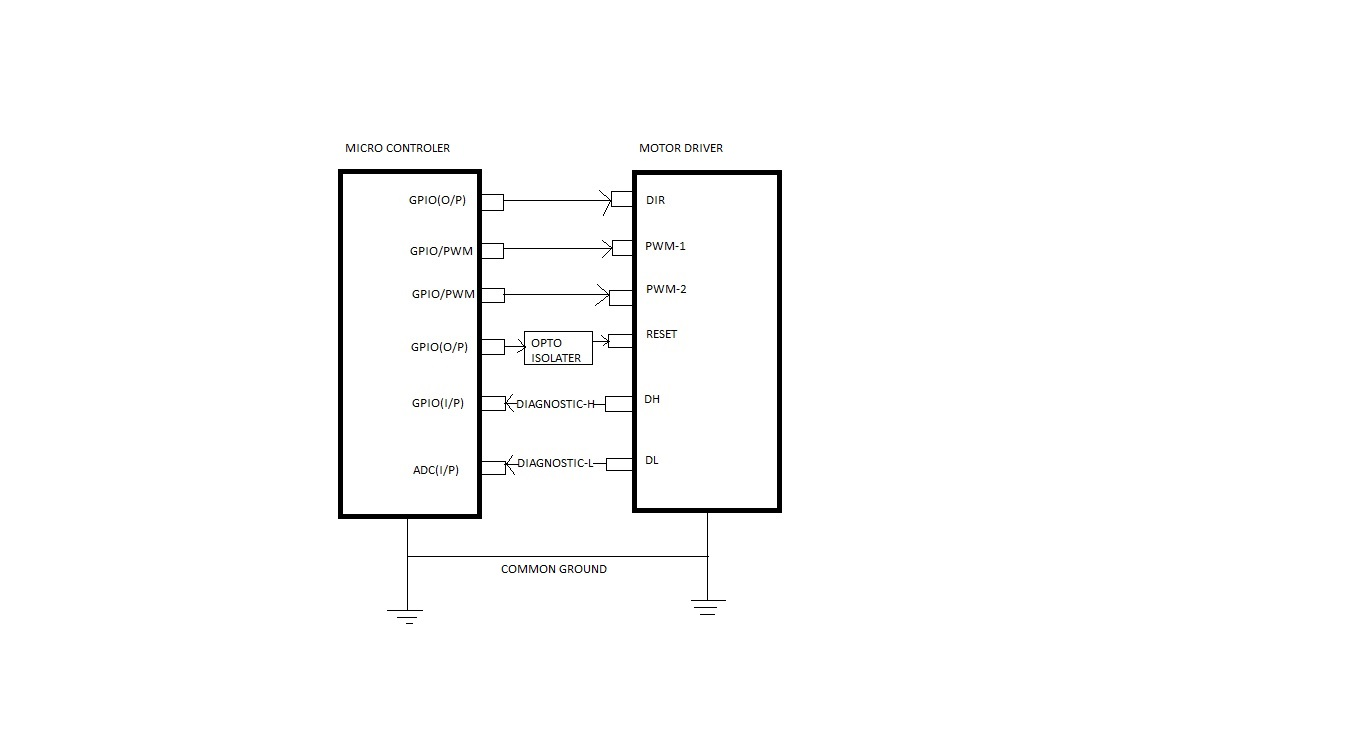 MICRO CONTROLER
MOTOR DRIVER
GPIO(O/P)
DIR
GPIO/PWM
PWM-1
GPIO/PWM
PWM-2
GPIO(O/P)
OPTO
ISOLATER
RESET
GPIO(I/P)
DIAGNOSTIC-H
DH
ADC(I/P)
DIAGNOSTIC-L
DL
COMMON GROUND